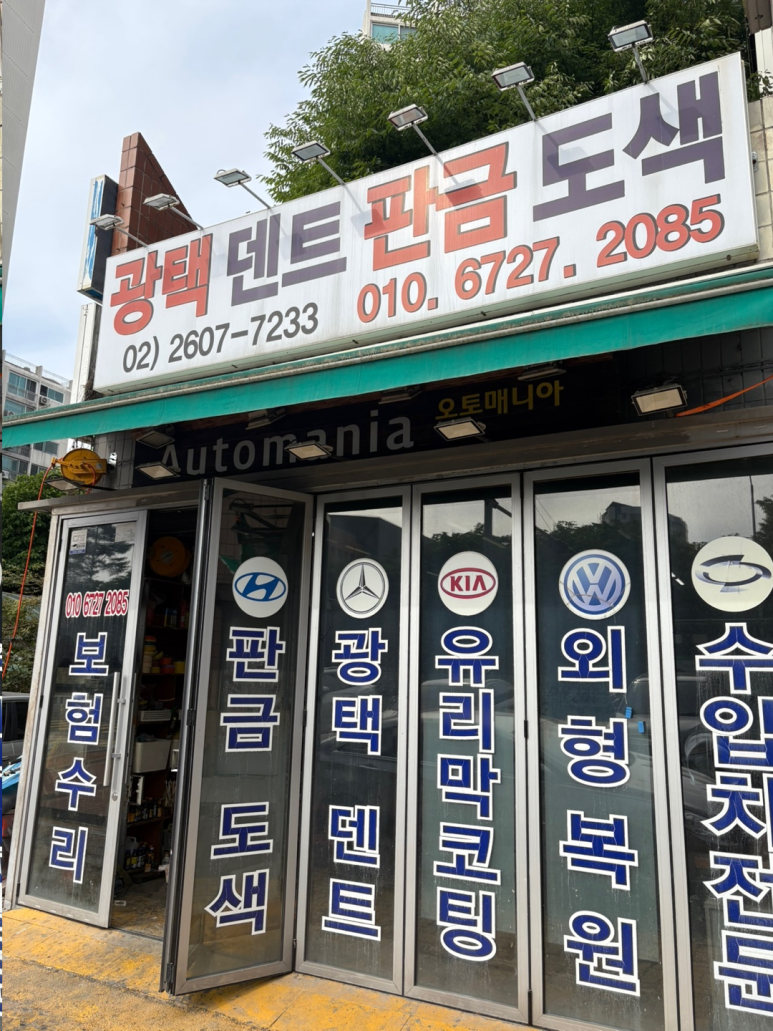 광택 덴트 판금 도색
02) 2607-7233 010. 6727. 2085
Automania 오토매니아
010 6727 2085
보험수리
판금 도색
광택 덴트
KIA
유리막코팅
외형복원
수입차전문